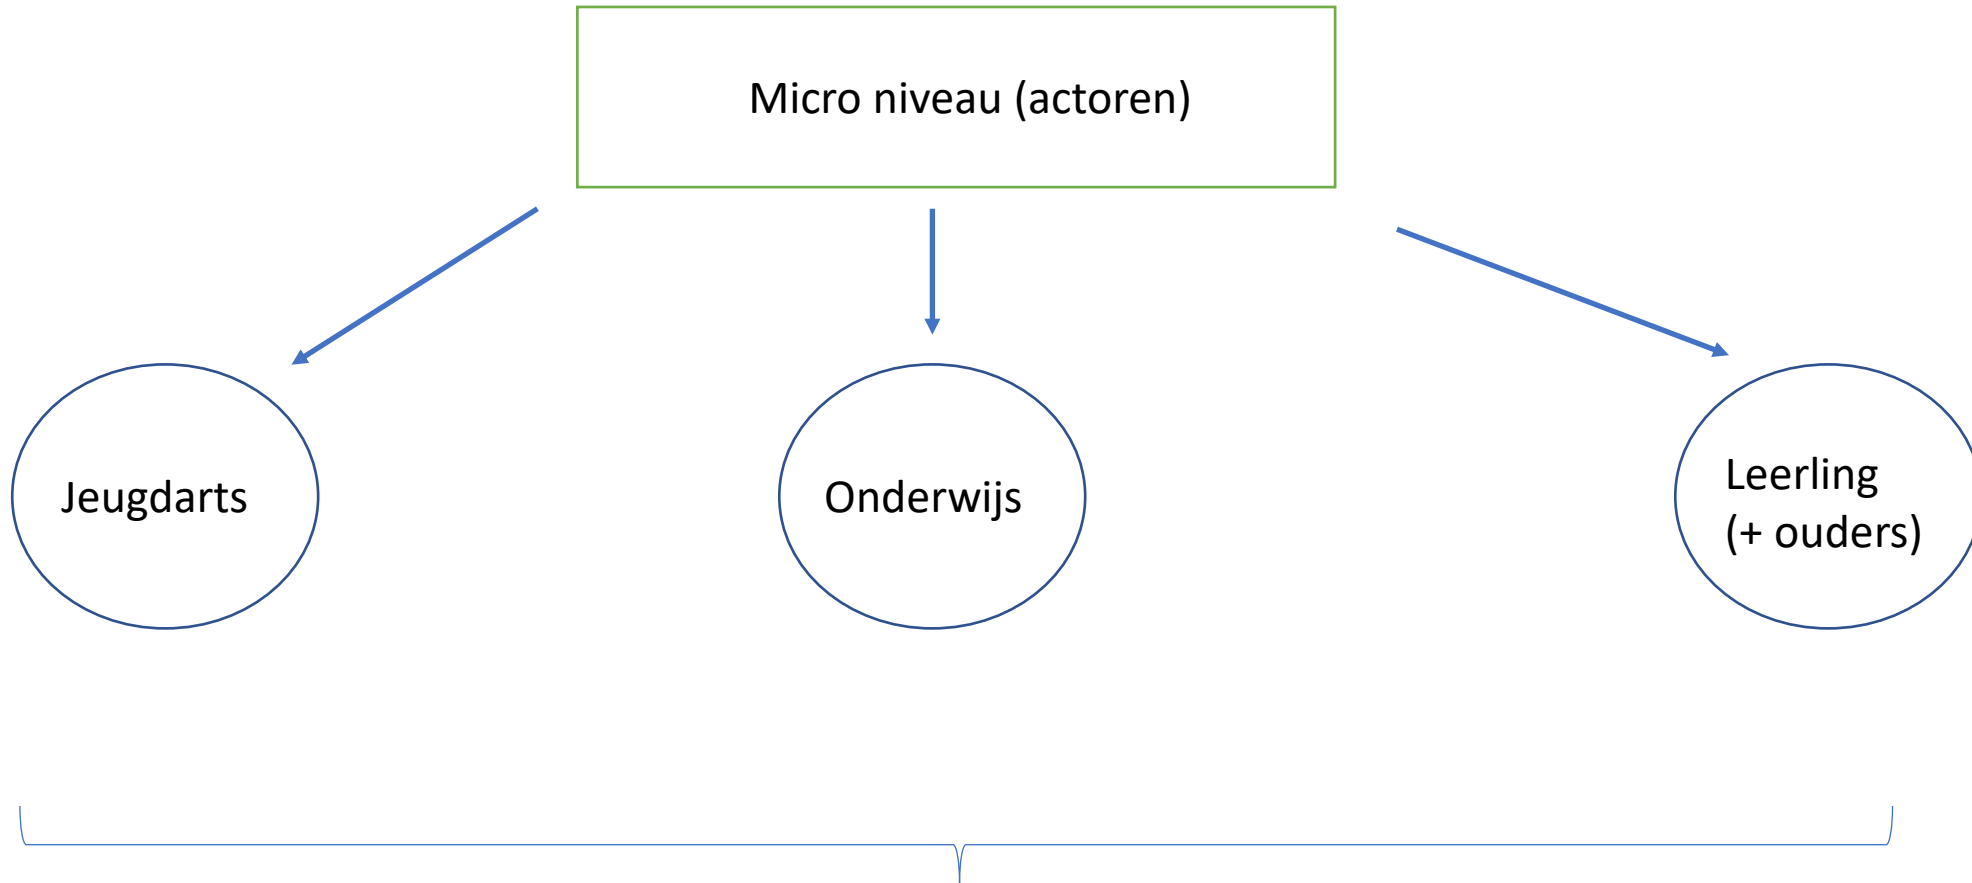 Micro niveau (actoren)
Jeugdarts
Onderwijs
Leerling
(+ ouders)